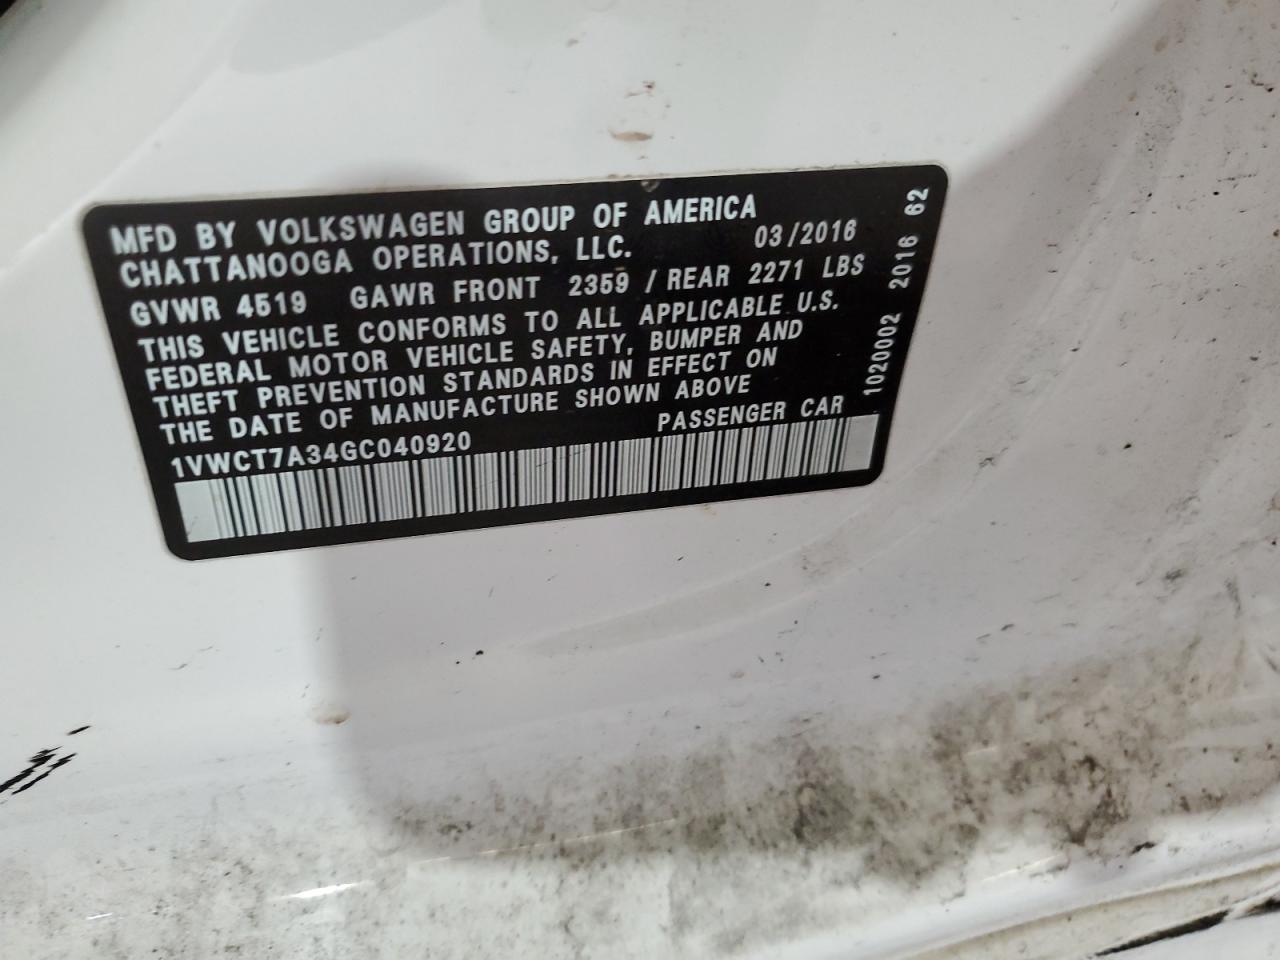 MFD BY VOLKSWAGEN GROUP OF AMERICA
CHATTANOOGA OPERATIONS, LLC. 03/2016
GVWR 4519 GAWR FRONT 2359 / REAR 2271 LBS
THIS VEHICLE CONFORMS TO ALL APPLICABLE U.S.
FEDERAL MOTOR VEHICLE SAFETY, BUMPER AND
THEFT PREVENTION STANDARDS IN EFFECT ON
THE DATE OF MANUFACTURE SHOWN ABOVE
1VWCT7A34GC040920 PASSENGER CAR
1020002 2016 62